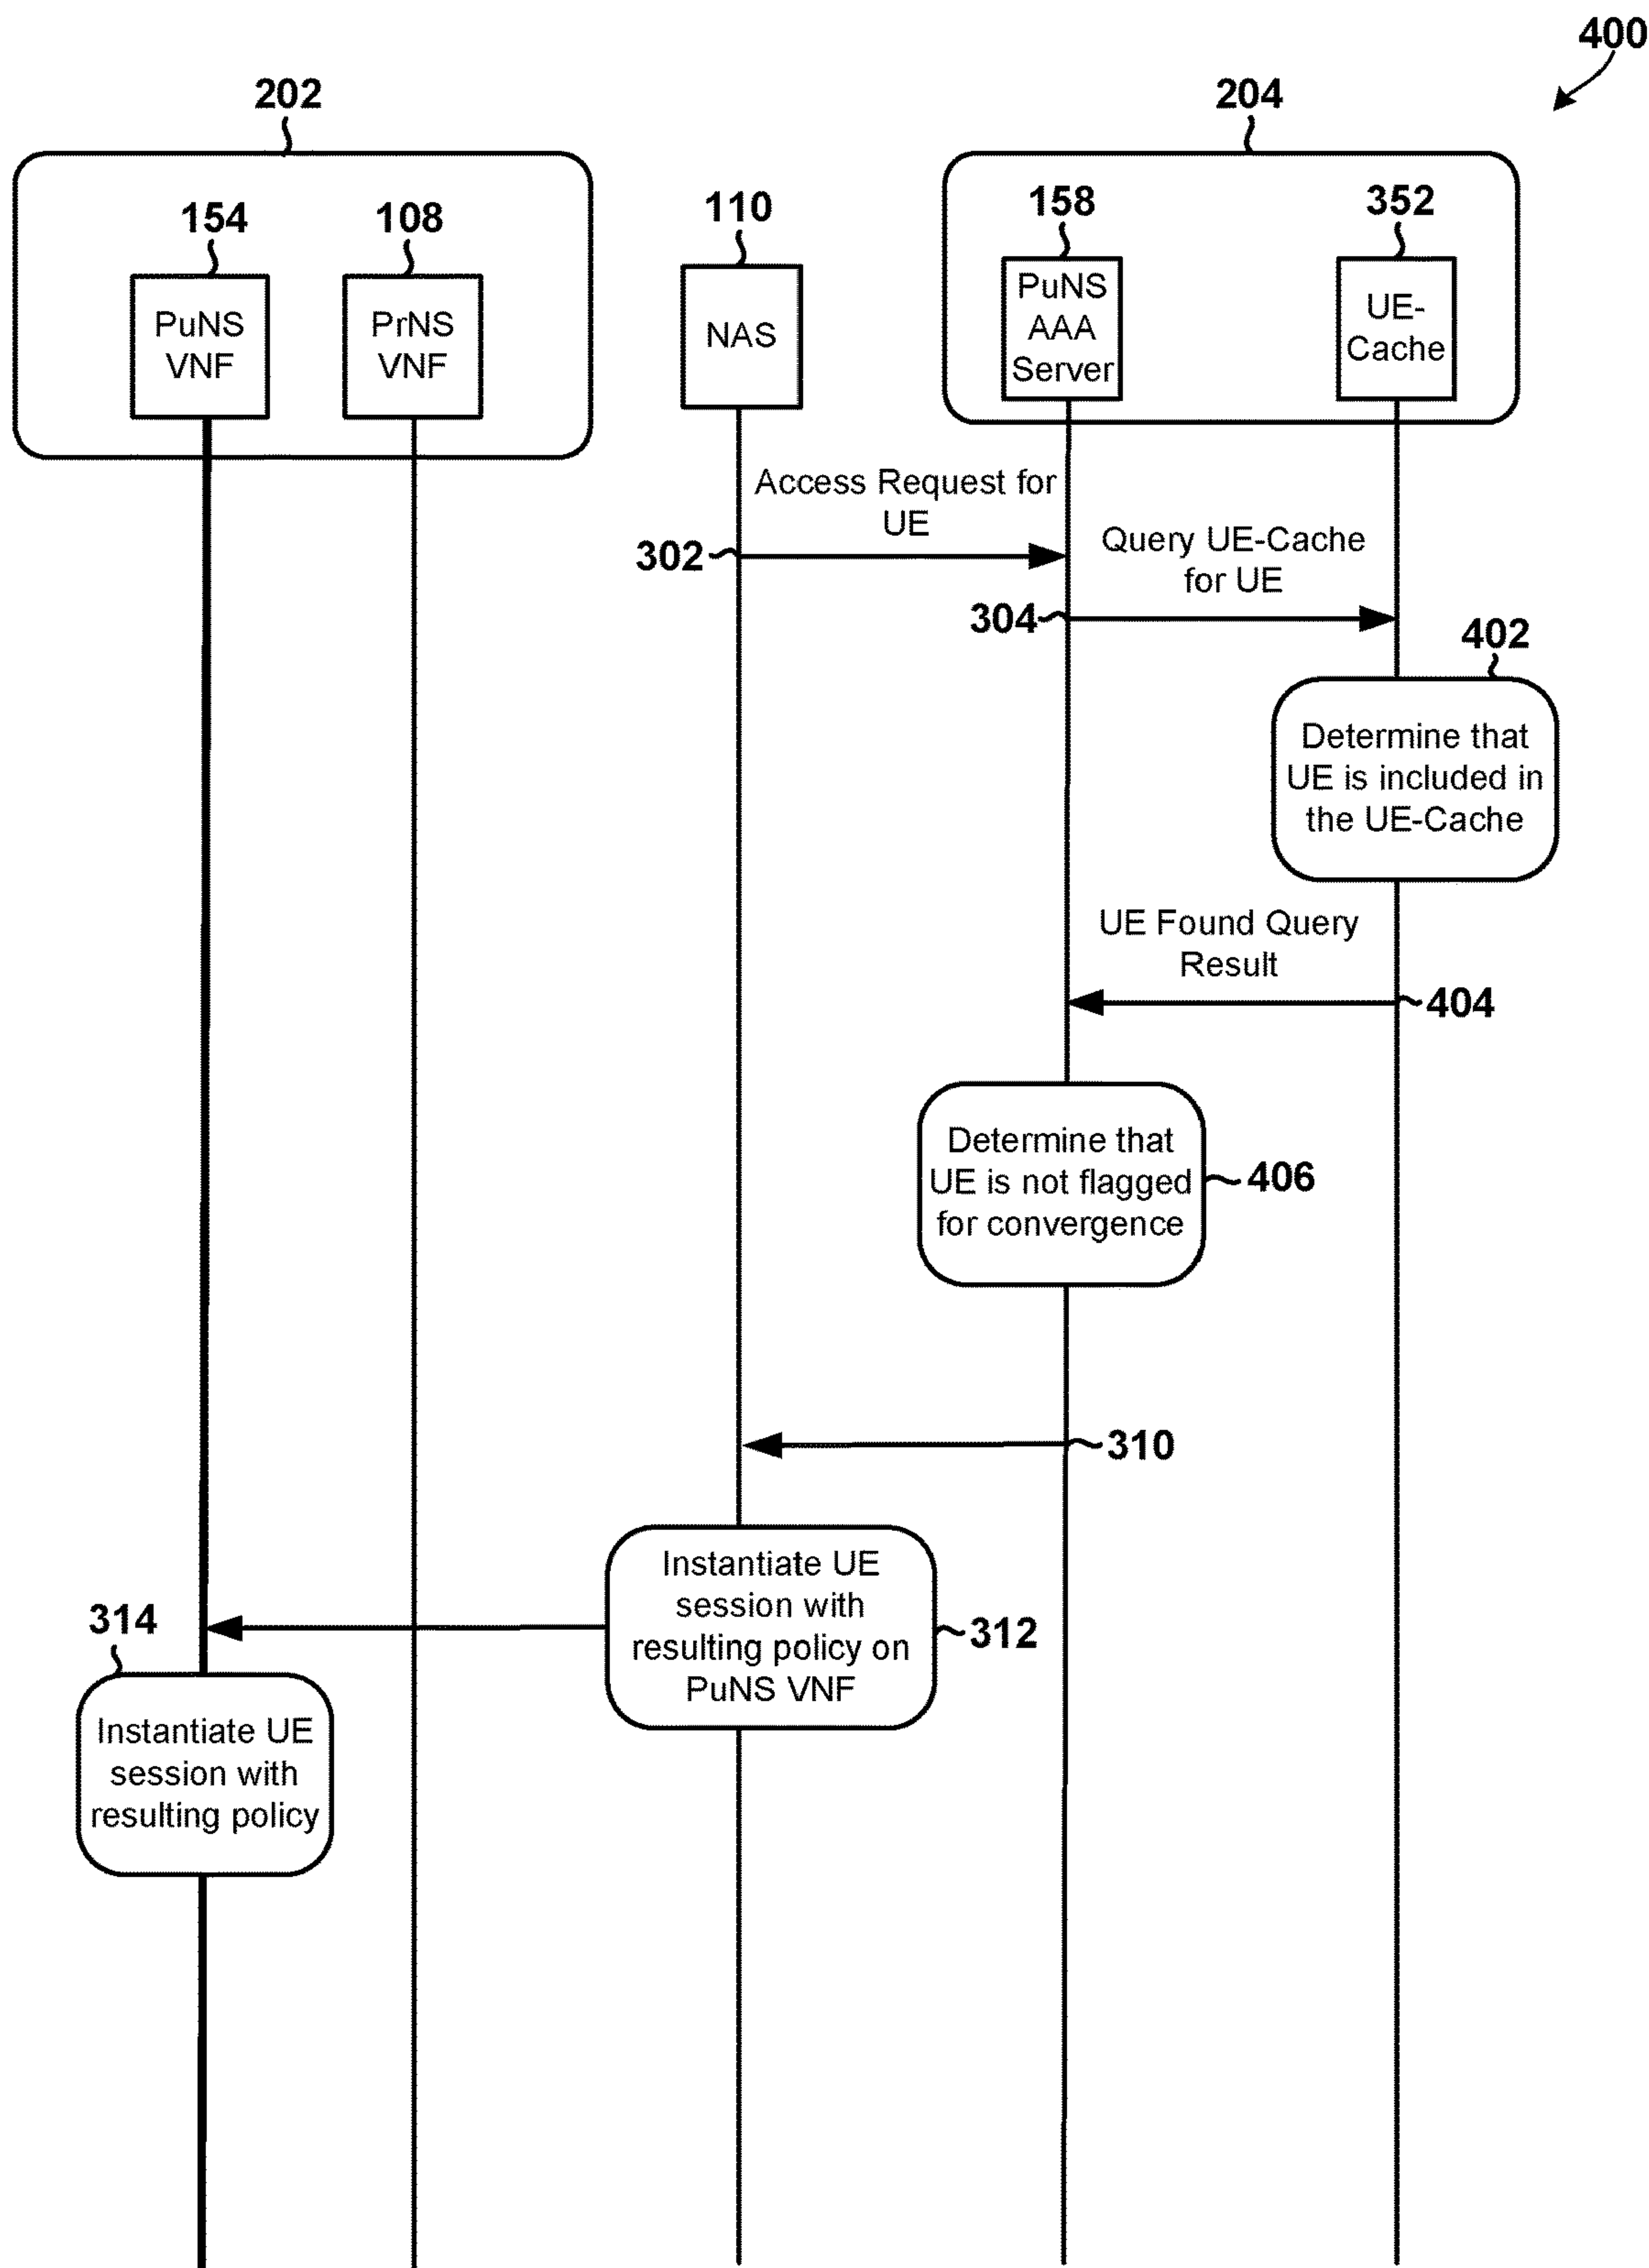 400
202
204
154
108
110
158
352
PuNS
VNF
PrNS
VNF
NAS
PuNS
AAA
Server
UE-
Cache
Access Request for
UE
302
Query UE-Cache
for UE
304
402
Determine that
UE is included in
the UE-Cache
UE Found Query
Result
404
Determine that
UE is not flagged
for convergence
406
310
Instantiate UE
session with
resulting policy on
PuNS VNF
312
314
Instantiate UE
session with
resulting policy